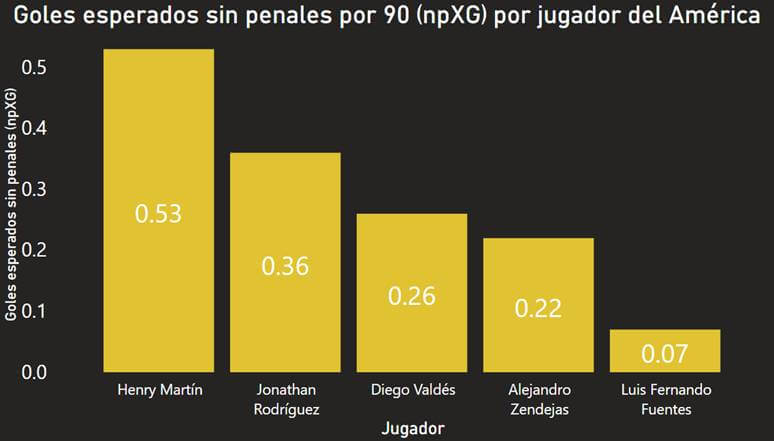 Goles esperados sin penales por 90 (npXG) por jugador del América
Goles esperados sin penales (npXG)
0.5
0.4
0.3
0.2
0.1
0.0
0.53
0.36
0.26
0.22
0.07
Henry Martín
Jonathan
Rodríguez
Diego Valdés
Alejandro
Zendejas
Luis Fernando
Fuentes
Jugador